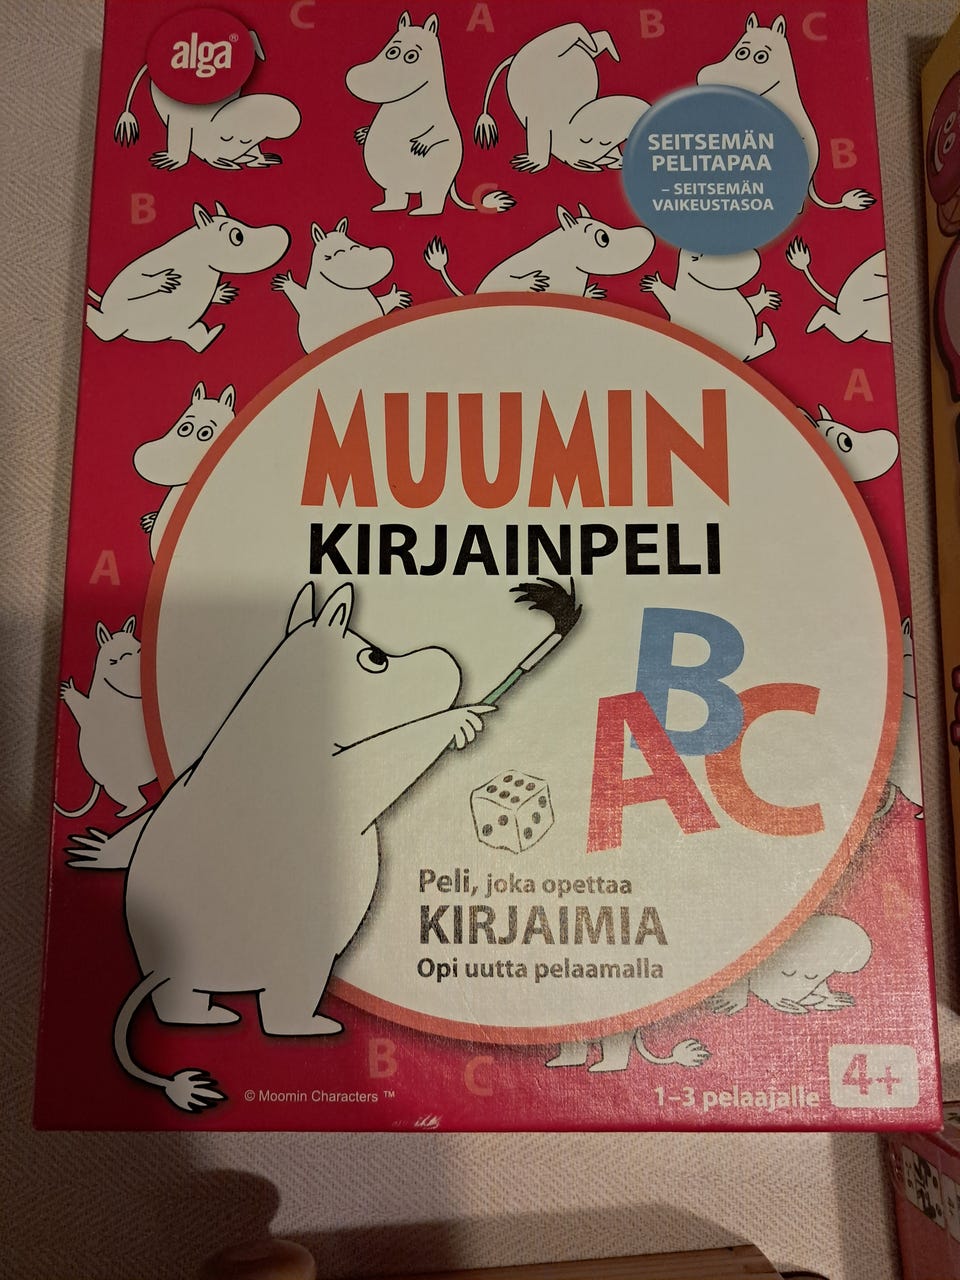 alga®
SEITSEMÄN
PELITAPAA
– SEITSEMÄN
VAIKEUSTASOA
C A B C
B
B C
A
A
MUUMIN
KIRJAINPELI
B
A C
Peli, joka opettaa
KIRJAIMIA
Opi uutta pelaamalla
B C
© Moomin Characters ™
1–3 pelaajalle
4+